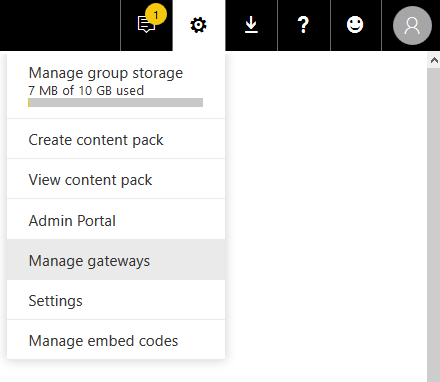 1
?
Manage group storage
7 MB of 10 GB used
Create content pack
View content pack
Admin Portal
Manage gateways
Settings
Manage embed codes